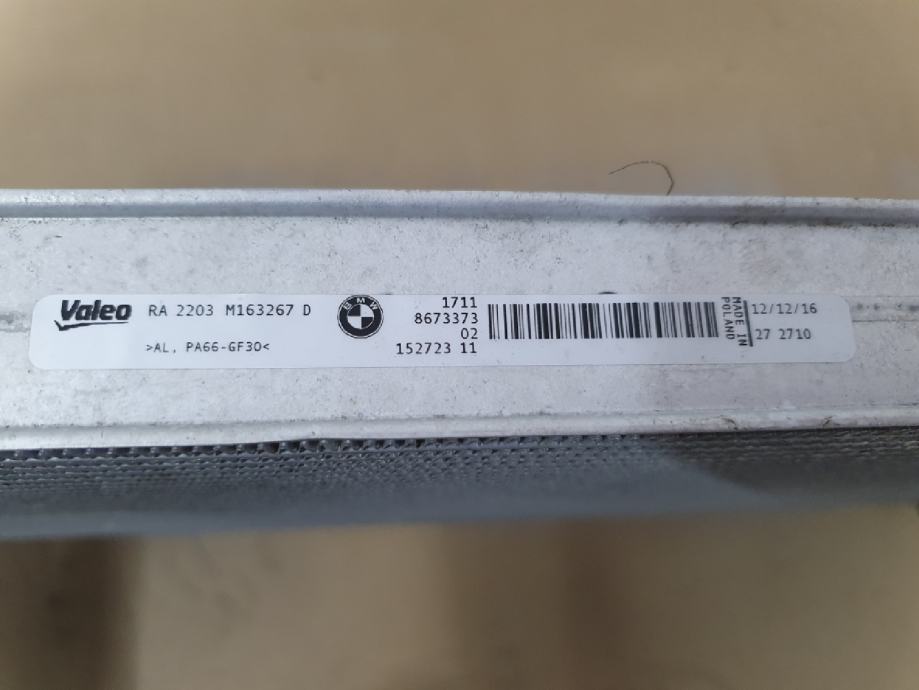 Valeo RA 2203 M163267 D
>AL, PA66-GF30<
BMW
1711
8673373
02
152723 11
MADE IN
POLAND
12/12/16
27 2710